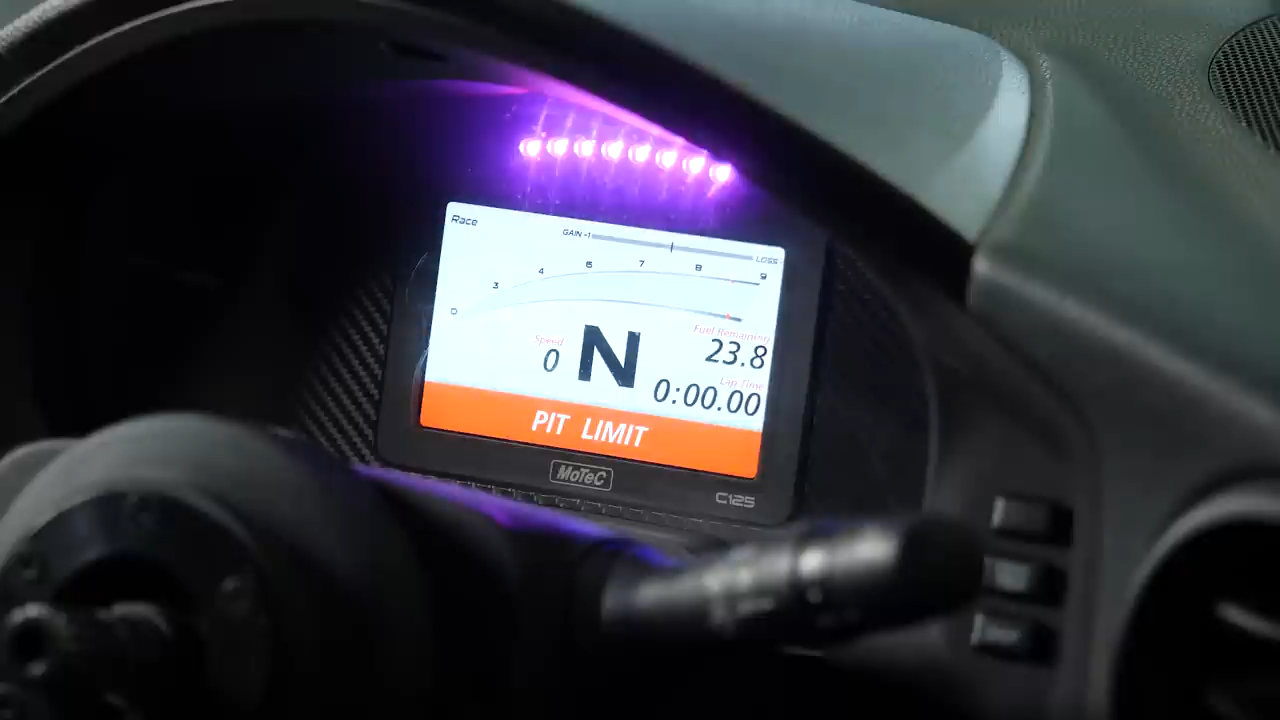 Race
GAIN -1
LOSS
0 3 4 6 7 8 9
Speed
0
N
Fuel Remaining
23.8
Lap Time
0:00.00
PIT LIMIT
MoTeC
C125